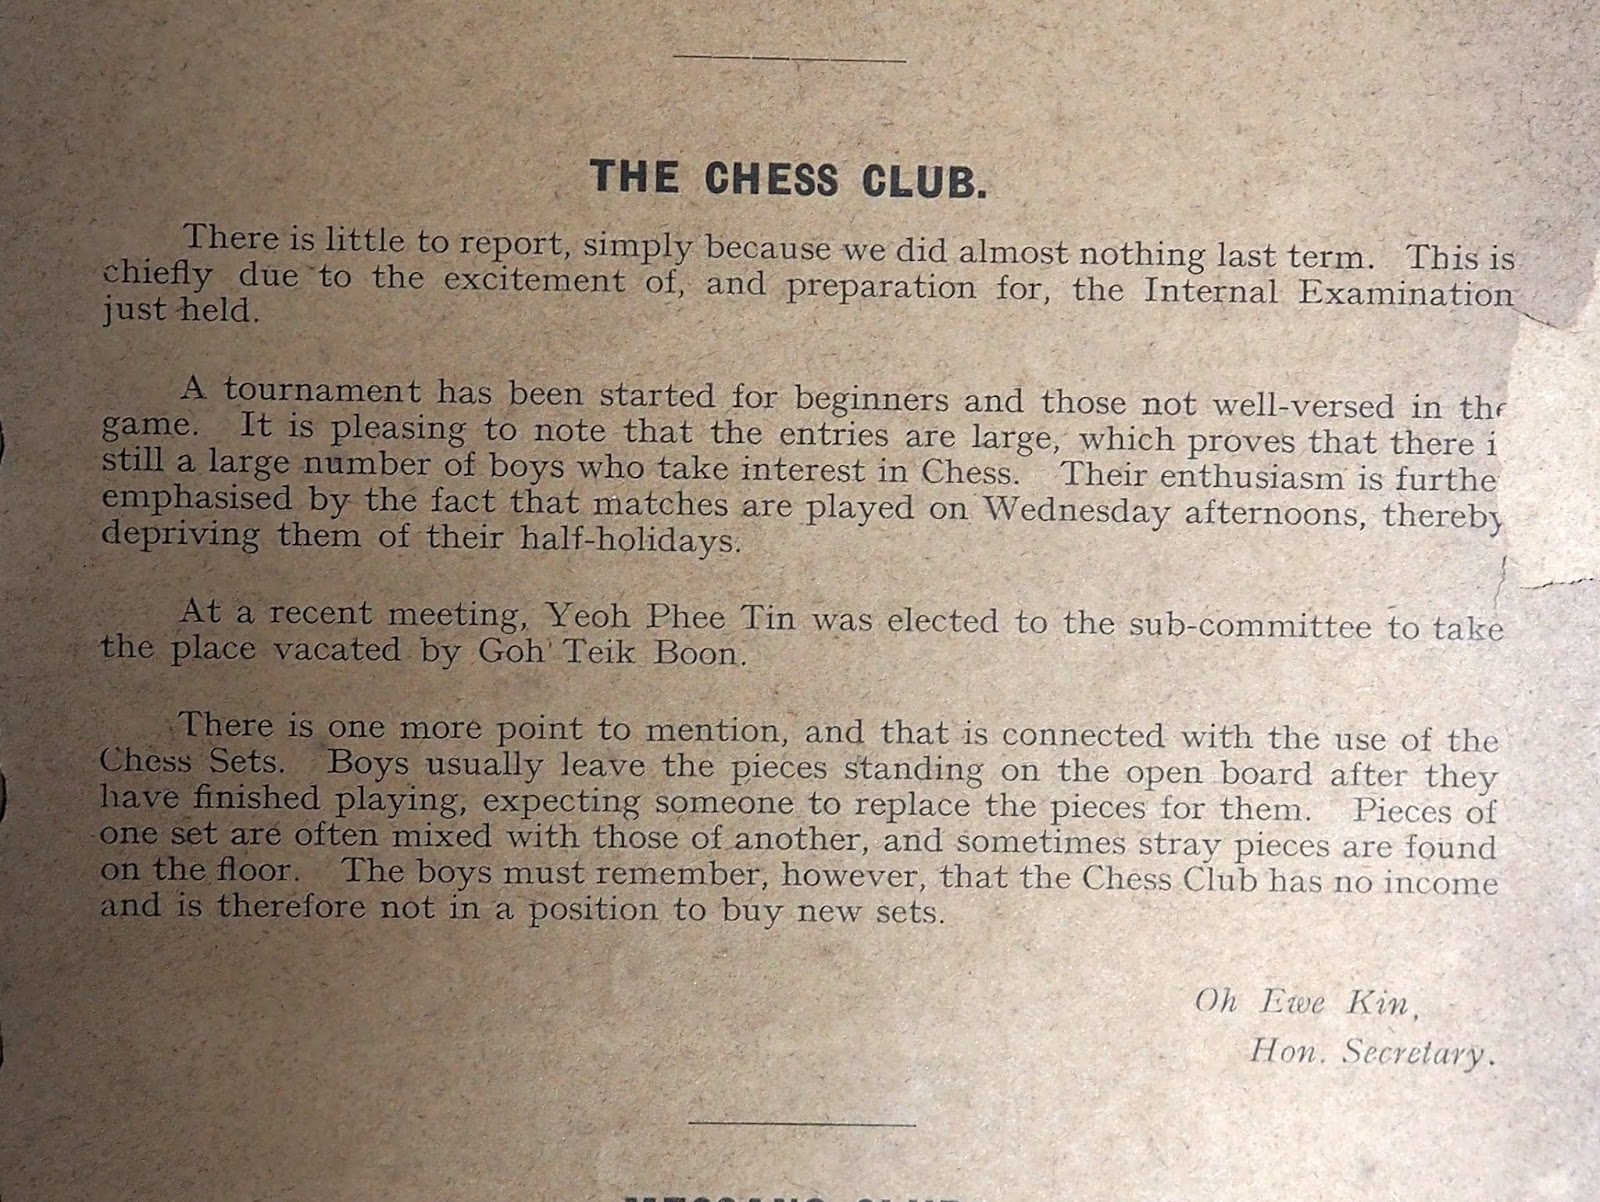 THE CHESS CLUB.
There is little to report, simply because we did almost nothing last term. This is
chiefly due to the excitement of, and preparation for, the Internal Examination
just held.
A tournament has been started for beginners and those not well-versed in the
game. It is pleasing to note that the entries are large, which proves that there i
still a large number of boys who take interest in Chess. Their enthusiasm is furthe
emphasised by the fact that matches are played on Wednesday afternoons, thereby
depriving them of their half-holidays.
At a recent meeting, Yeoh Phee Tin was elected to the sub-committee to take
the place vacated by Goh Teik Boon.
There is one more point to mention, and that is connected with the use of the
Chess Sets. Boys usually leave the pieces standing on the open board after they
have finished playing, expecting someone to replace the pieces for them. Pieces of
one set are often mixed with those of another, and sometimes stray pieces are found
on the floor. The boys must remember, however, that the Chess Club has no income
and is therefore not in a position to buy new sets.
Oh Ewe Kin,
Hon. Secretary.